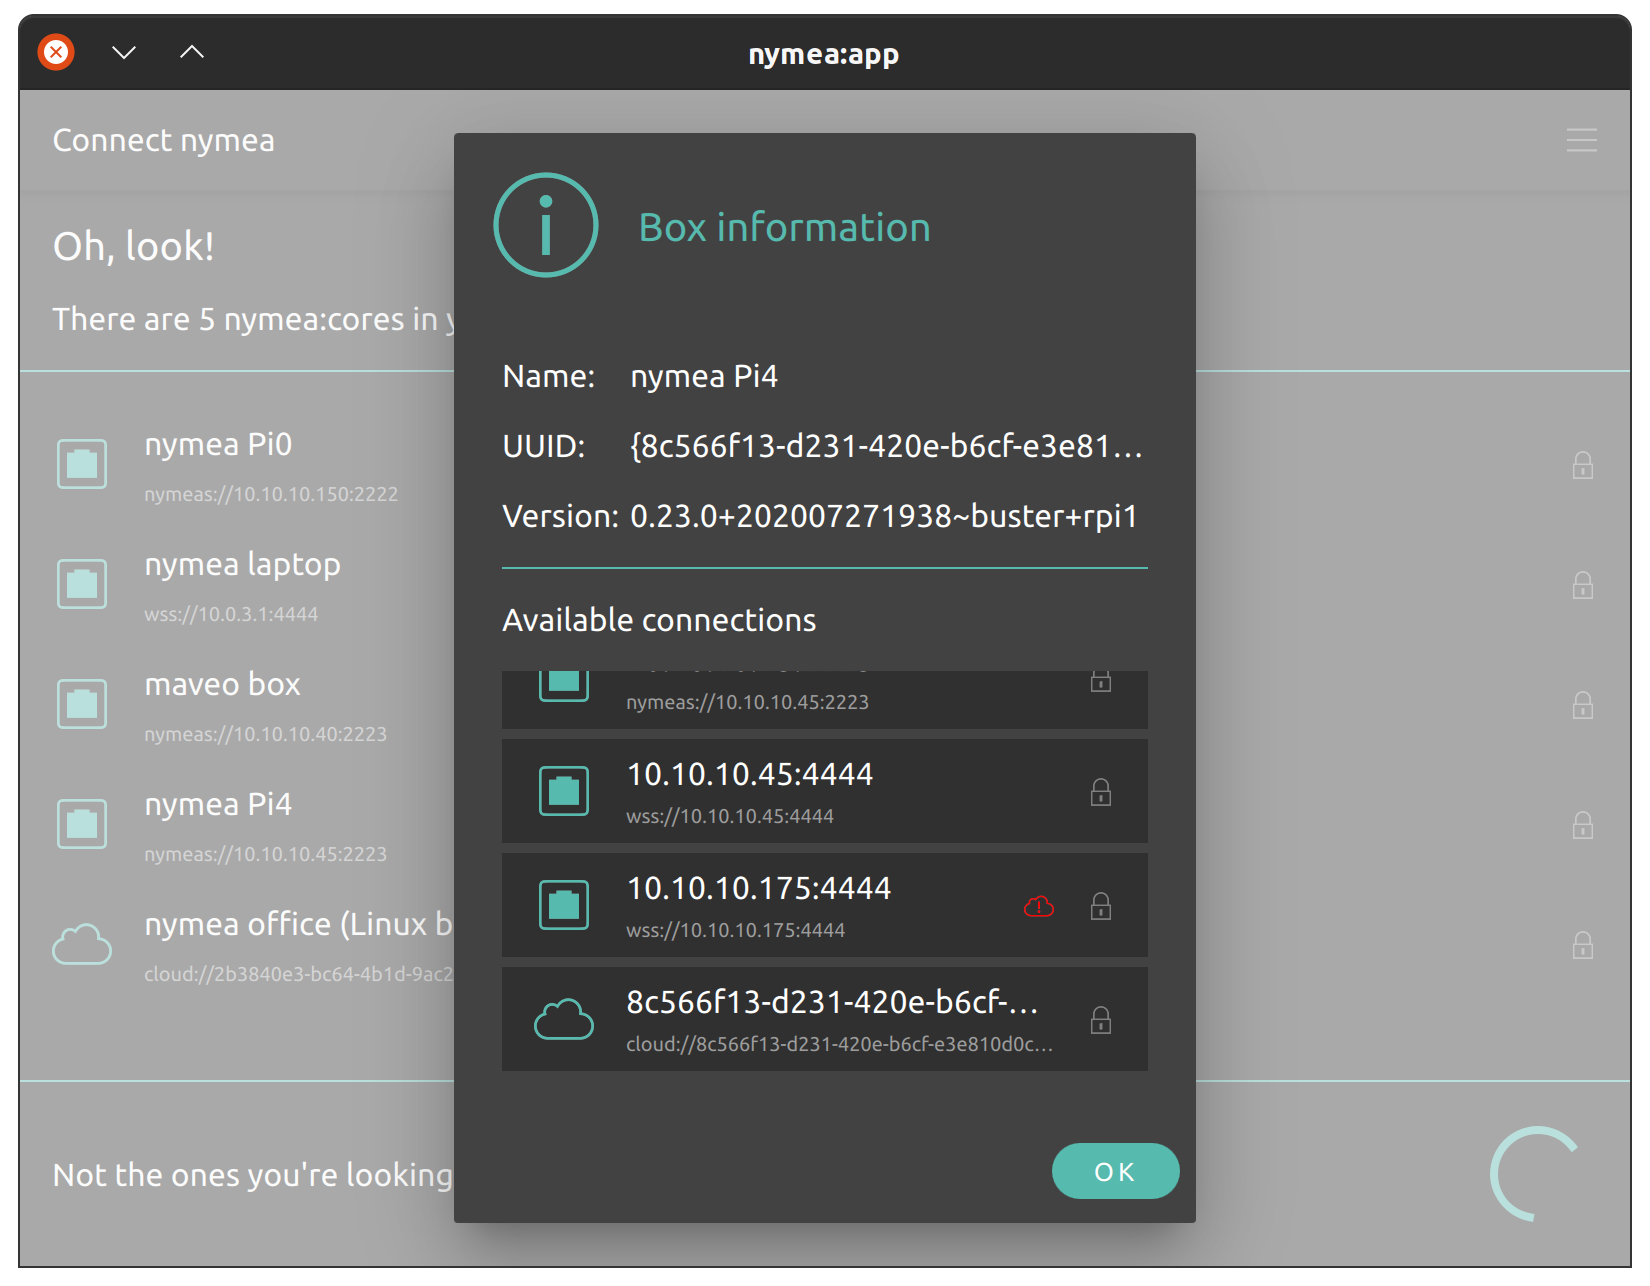 nymea:app
Connect nymea
Oh, look!
There are 5 nymea:cores in
nymea Pi0
nymeas://10.10.10.150:2222
nymea laptop
wss://10.0.3.1:4444
maveo box
nymeas://10.10.10.40:2223
nymea Pi4
nymeas://10.10.10.45:2223
nymea office (Linux b
cloud://2b3840e3-bc64-4b1d-9ac2
Not the ones you're looking
Box information
Name: nymea Pi4
UUID: {8c566f13-d231-420e-b6cf-e3e81...
Version: 0.23.0+202007271938~buster+rpi1
Available connections
nymeas://10.10.10.45:2223
10.10.10.45:4444
wss://10.10.10.45:4444
10.10.10.175:4444
wss://10.10.10.175:4444
8c566f13-d231-420e-b6cf-...
cloud://8c566f13-d231-420e-b6cf-e3e810d0c...
OK